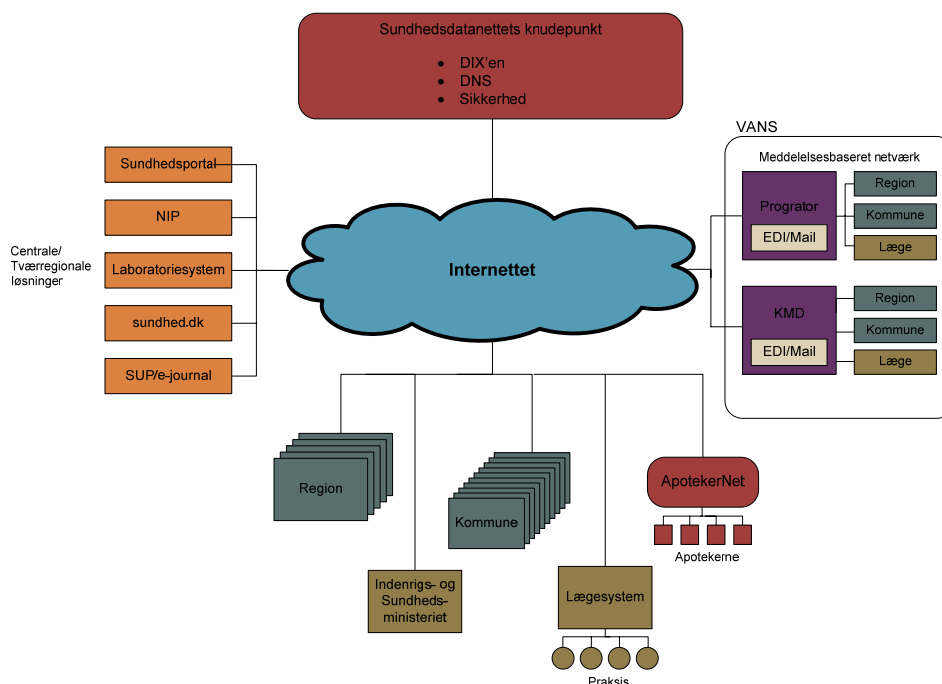 Sundhedsdatanettets knudepunkt
• DIX'en
• DNS
• Sikkerhed
VANS
Meddelelsesbaseret netværk
Progrator
EDI/Mail
Region
Kommune
Læge
KMD
EDI/Mail
Region
Kommune
Læge
Centrale/
Tværregionale
løsninger
Sundhedsportal
NIP
Laboratoriesystem
sundhed.dk
SUP/e-journal
Internettet
Region
Kommune
ApotekerNet
Apotekerne
Indenrigs- og
Sundheds-
ministeriet
Lægesystem
Praksis